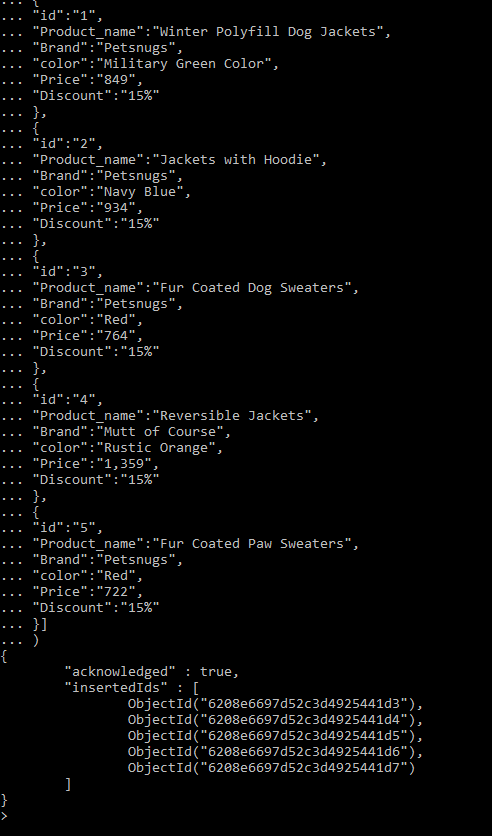 ... {
... "id":"1",
... "Product_name":"Winter Polyfill Dog Jackets",
... "Brand":"Petsnugs",
... "color":"Military Green Color",
... "Price":"849",
... "Discount":"15%"
... },
... {
... "id":"2",
... "Product_name":"Jackets with Hoodie",
... "Brand":"Petsnugs",
... "color":"Navy Blue",
... "Price":"934",
... "Discount":"15%"
... },
... {
... "id":"3",
... "Product_name":"Fur Coated Dog Sweaters",
... "Brand":"Petsnugs",
... "color":"Red",
... "Price":"764",
... "Discount":"15%"
... },
... {
... "id":"4",
... "Product_name":"Reversible Jackets",
... "Brand":"Mutt of Course",
... "color":"Rustic Orange",
... "Price":"1,359",
... "Discount":"15%"
... },
... {
... "id":"5",
... "Product_name":"Fur Coated Paw Sweaters",
... "Brand":"Petsnugs",
... "color":"Red",
... "Price":"722",
... "Discount":"15%"
... }]
... )
{
"acknowledged" : true,
"insertedIds" : [
ObjectId("6208e6697d52c3d4925441d3"),
ObjectId("6208e6697d52c3d4925441d4"),
ObjectId("6208e6697d52c3d4925441d5"),
ObjectId("6208e6697d52c3d4925441d6"),
ObjectId("6208e6697d52c3d4925441d7")
]
}
>